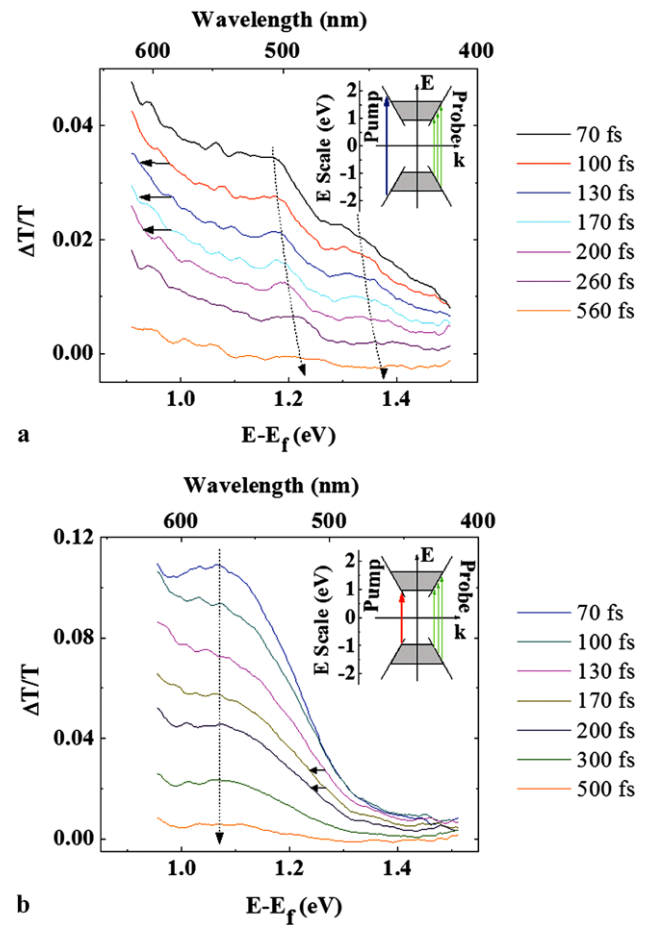 Wavelength (nm)
600 500 400
0.04
0.02
0.00
ΔT/T
1.0 1.2 1.4
E-Ef (eV)
E Scale (eV)
2
1
0
-1
-2
Pump
E
Probe
k
70 fs
100 fs
130 fs
170 fs
200 fs
260 fs
560 fs
a
Wavelength (nm)
600 500 400
0.12
0.08
0.04
0.00
ΔT/T
1.0 1.2 1.4
E-Ef (eV)
E Scale (eV)
2
1
0
-1
-2
Pump
E
Probe
k
70 fs
100 fs
130 fs
170 fs
200 fs
300 fs
500 fs
b